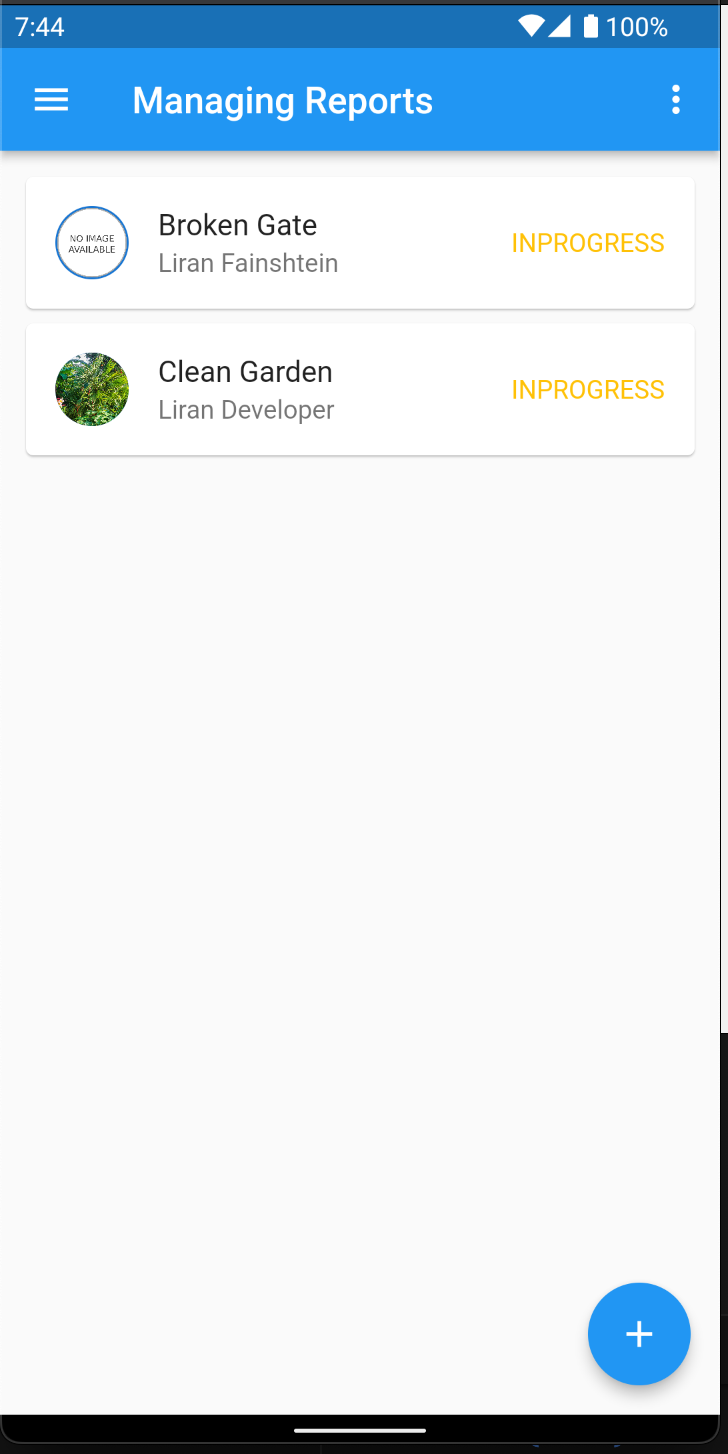 7:44
100%
Managing Reports
NO IMAGE
AVAILABLE
Broken Gate
Liran Fainshtein
INPROGRESS
Clean Garden
Liran Developer
INPROGRESS